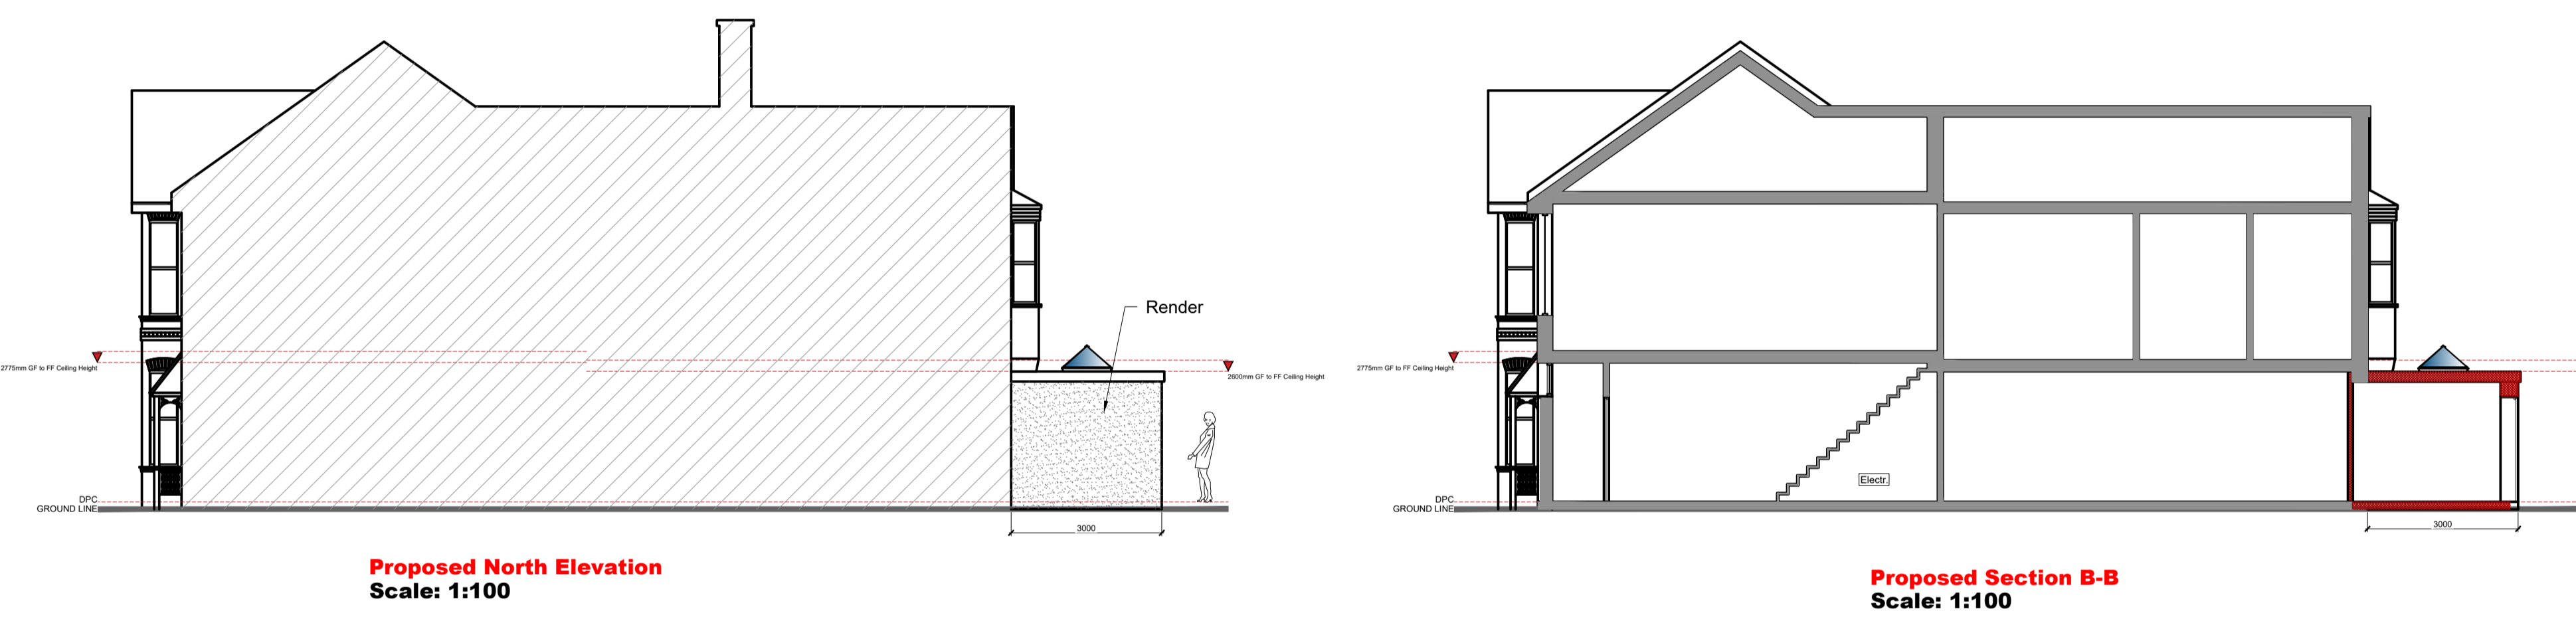 Render
2775mm GF to FF Ceiling Height
2600mm GF to FF Ceiling Height
DPC
GROUND LINE
3000
Proposed North Elevation
Scale: 1:100
2775mm GF to FF Ceiling Height
Electr.
DPC
GROUND LINE
3000
Proposed Section B-B
Scale: 1:100